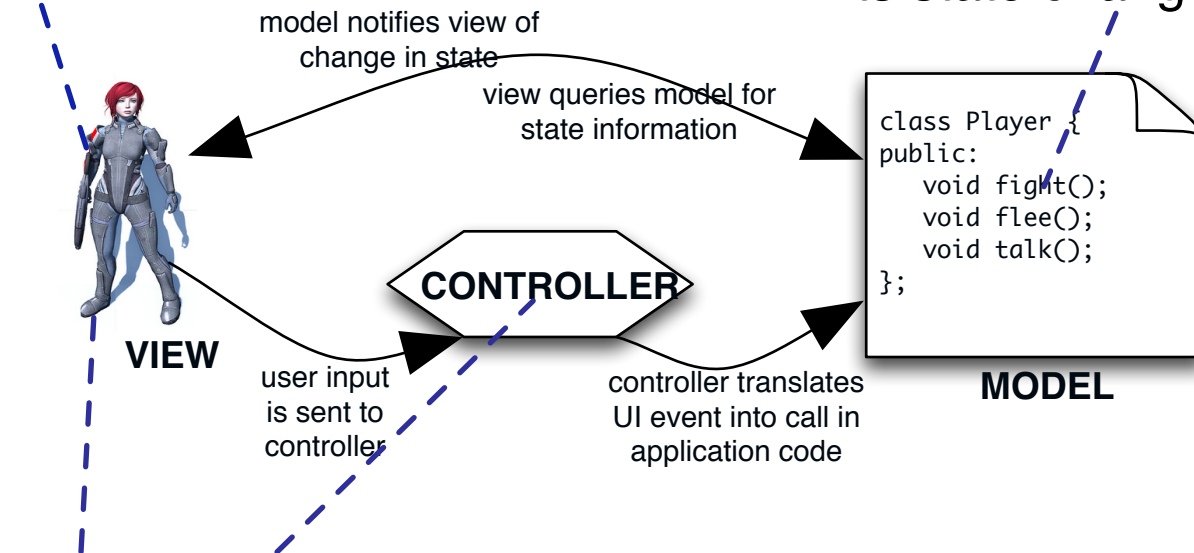 model notifies view of
change in state
view queries model for
state information
class Player {
public:
   void fight();
   void flee();
   void talk();
};
CONTROLLER
VIEW
MODEL
user input
is sent to
controller
controller translates
UI event into call in
application code